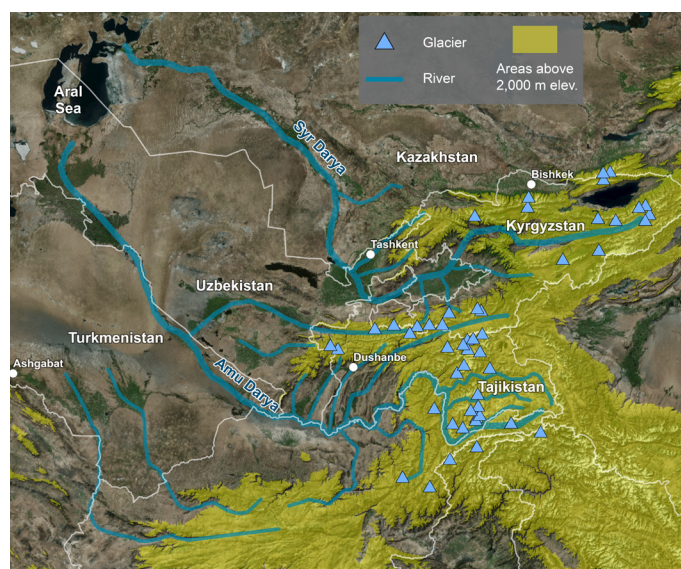 Glacier
River
Areas above
2,000 m elev.
Aral
Sea
Syr Darya
Kazakhstan
Bishkek
Kyrgyzstan
Tashkent
Uzbekistan
Turkmenistan
Dushanbe
Ashgabat
Amu Darya
Tajikistan